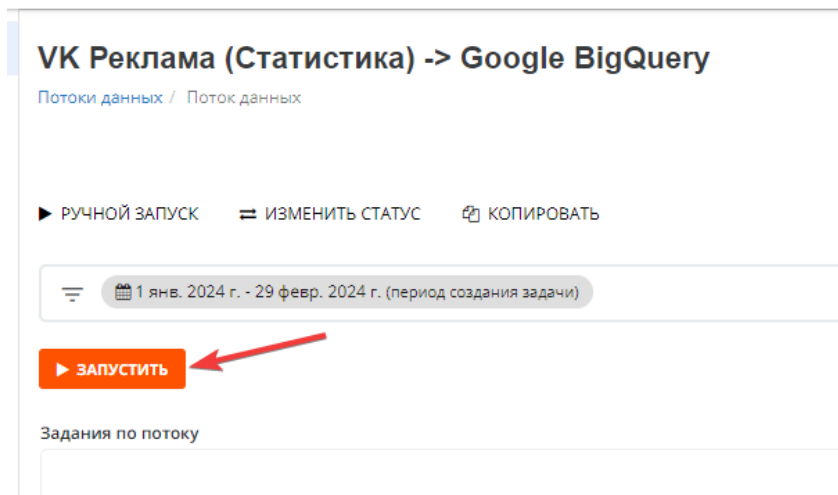 VK Реклама (Статистика) -> Google BigQuery
Потоки данных / Поток данных
РУЧНОЙ ЗАПУСК ИЗМЕНИТЬ СТАТУС КОПИРОВАТЬ
1 янв. 2024 г. - 29 февр. 2024 г. (период создания задачи)
ЗАПУСТИТЬ
Задания по потоку